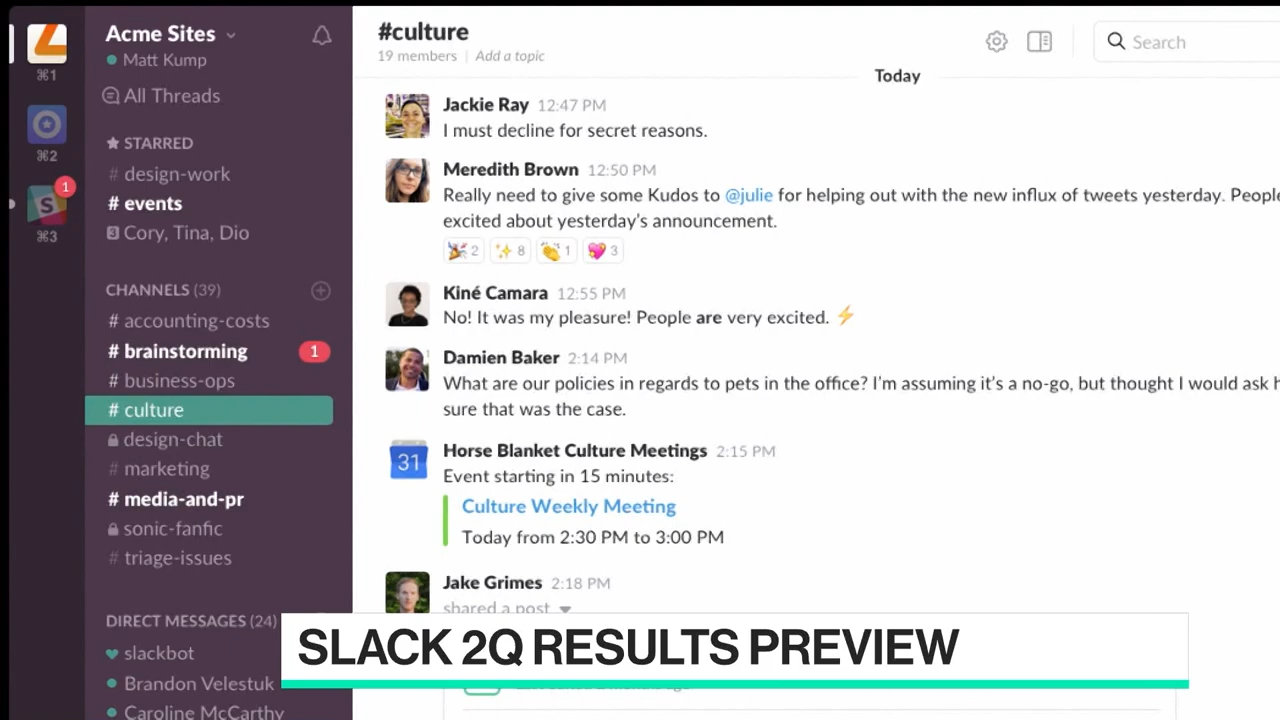 Acme Sites
Matt Kump
All Threads
⌘1
⌘2
1
S
⌘3
STARRED
# design-work
# events
3 Cory, Tina, Dio
CHANNELS (39)
# accounting-costs
# brainstorming 1
# business-ops
# culture
design-chat
# marketing
# media-and-pr
sonic-fanfic
# triage-issues
DIRECT MESSAGES (24)
slackbot
Brandon Velestuk
Caroline McCarthy
#culture
19 members | Add a topic
Search
Today
Jackie Ray 12:47 PM
I must decline for secret reasons.
Meredith Brown 12:50 PM
Really need to give some Kudos to @julie for helping out with the new influx of tweets yesterday. People
excited about yesterday's announcement.
🎉 2 ✨ 8 👏 1 💖 3
Kiné Camara 12:55 PM
No! It was my pleasure! People are very excited. ⚡
Damien Baker 2:14 PM
What are our policies in regards to pets in the office? I'm assuming it's a no-go, but thought I would ask
sure that was the case.
31
Horse Blanket Culture Meetings 2:15 PM
Event starting in 15 minutes:
Culture Weekly Meeting
Today from 2:30 PM to 3:00 PM
Jake Grimes 2:18 PM
shared a post
SLACK 2Q RESULTS PREVIEW